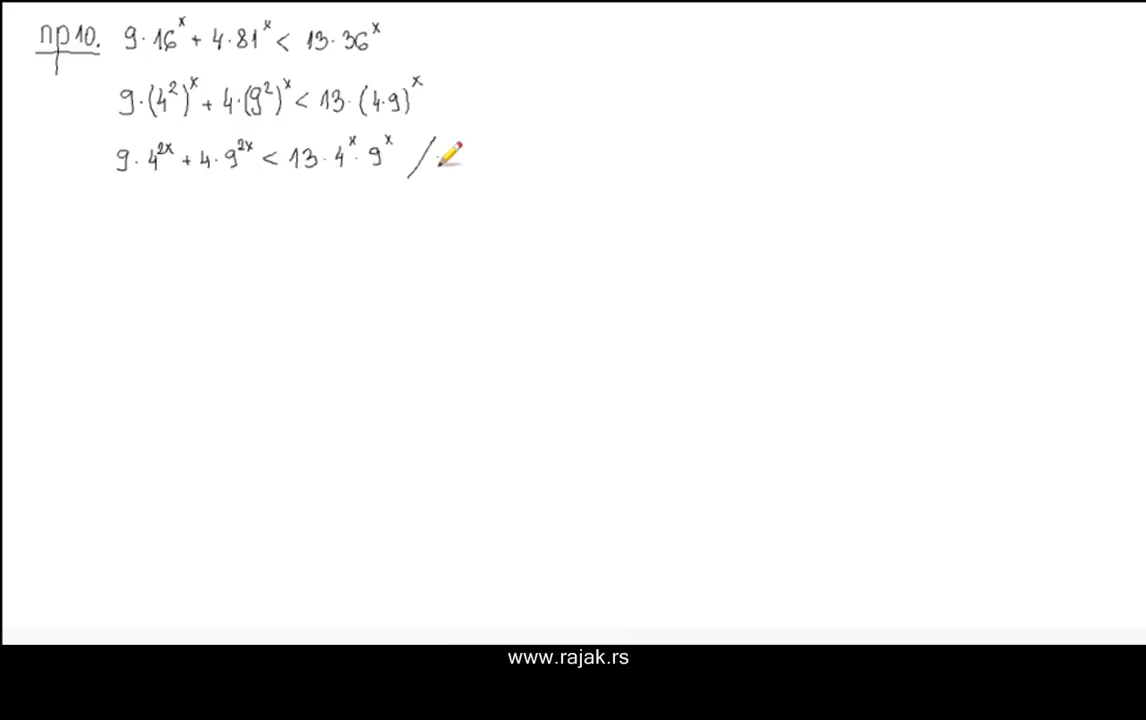 пр10. 9·16^x + 4·81^x < 13·36^x
9·(4^2)^x + 4·(9^2)^x < 13·(4·9)^x
9·4^{2x} + 4·9^{2x} < 13·4^x·9^x /
www.rajak.rs